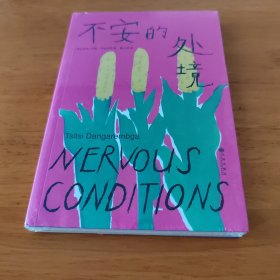 不安的
处境
Tsitsi Dangarembga
NERVOUS
CONDITIONS